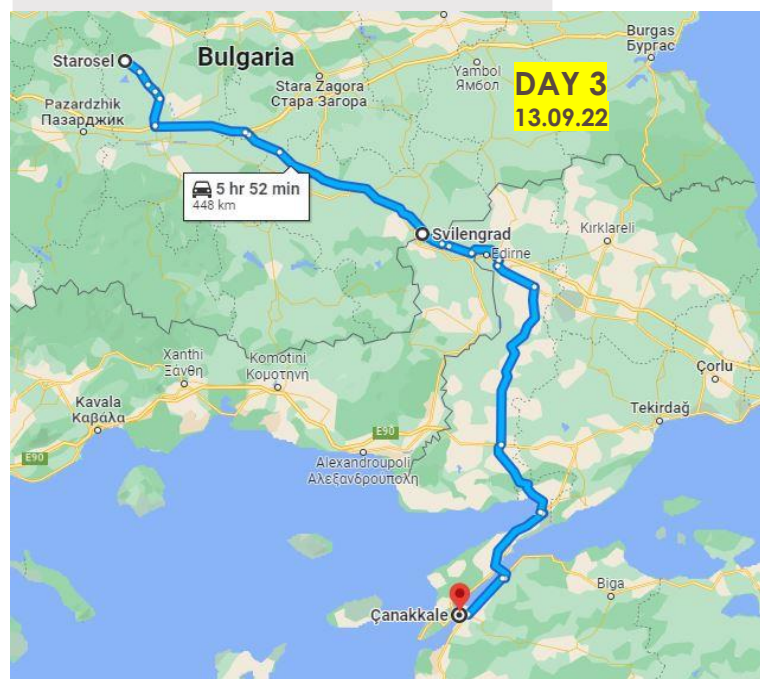 Burgas
Бургас
Starosel
Bulgaria
Stara Zagora
Стара Загора
Yambol
Ямбол
DAY 3
13.09.22
Pazardzhik
Пазарджик
5 hr 52 min
448 km
Svilengrad
Edirne
Kırklareli
Xanthi
Ξάνθη
Komotini
Κομοτηνή
Çorlu
Kavala
Καβάλα
Tekirdağ
E90
E90
Alexandroupoli
Αλεξανδρούπολη
Biga
Çanakkale